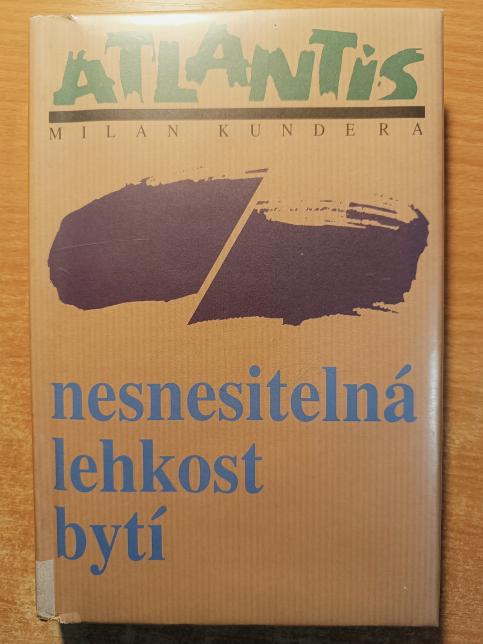 ATLANTiS
MILAN KUNDERA
nesnesitelná
lehkost
bytí